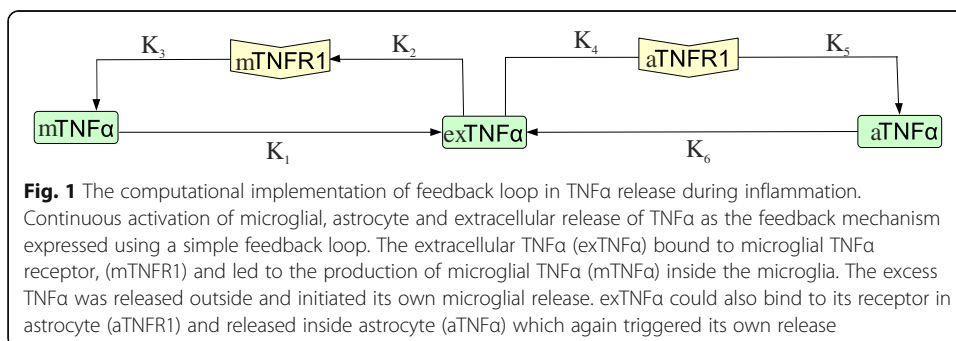 K₃ mTNFR1 K₂ K₄ aTNFR1 K₅
mTNFα exTNFα aTNFα
K₁ K₆
Fig. 1 The computational implementation of feedback loop in TNFα release during inflammation.
Continuous activation of microglial, astrocyte and extracellular release of TNFα as the feedback mechanism
expressed using a simple feedback loop. The extracellular TNFα (exTNFα) bound to microglial TNFα
receptor, (mTNFR1) and led to the production of microglial TNFα (mTNFα) inside the microglia. The excess
TNFα was released outside and initiated its own microglial release. exTNFα could also bind to its receptor in
astrocyte (aTNFR1) and released inside astrocyte (aTNFα) which again triggered its own release